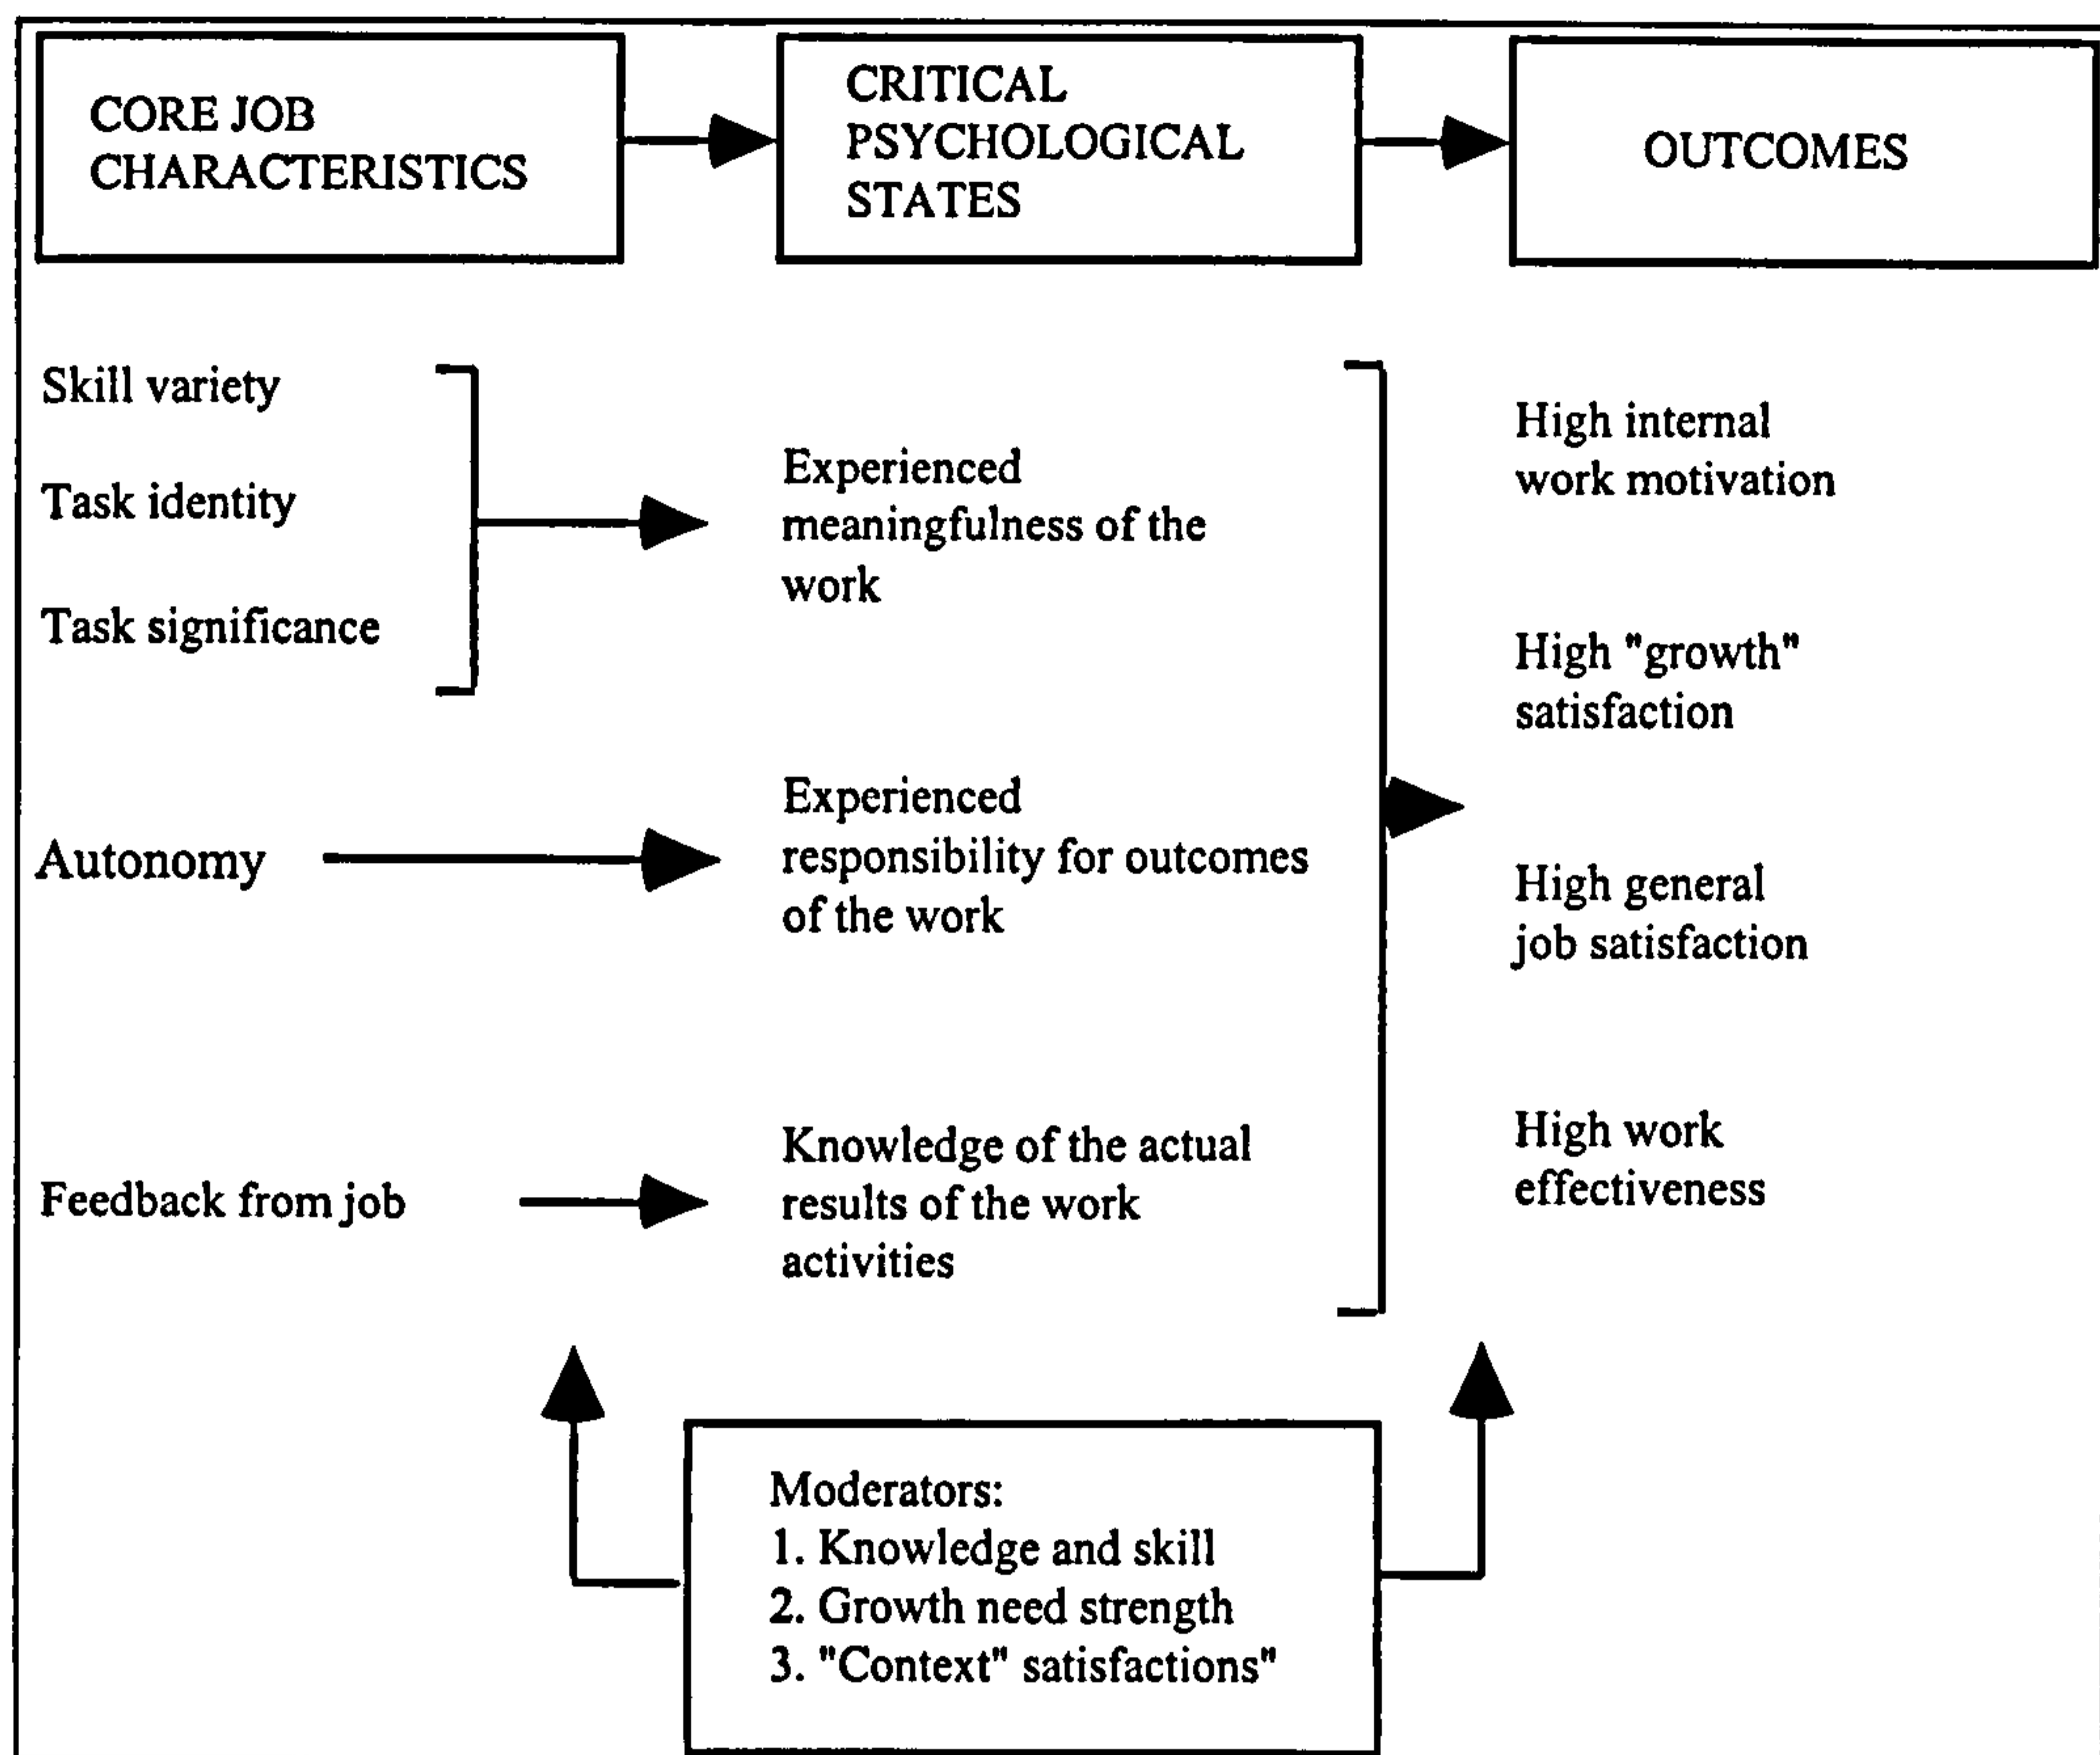 CORE JOB
CHARACTERISTICS
CRITICAL
PSYCHOLOGICAL
STATES
OUTCOMES
Skill variety
Task identity
Task significance
Experienced
meaningfulness of the
work
High internal
work motivation
High "growth"
satisfaction
Autonomy
Experienced
responsibility for outcomes
of the work
High general
job satisfaction
Feedback from job
Knowledge of the actual
results of the work
activities
High work
effectiveness
Moderators:
1. Knowledge and skill
2. Growth need strength
3. "Context" satisfactions"